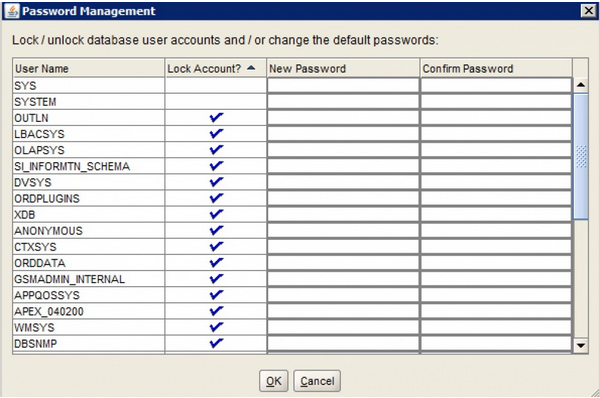 Password Management
Lock / unlock database user accounts and / or change the default passwords:
User Name Lock Account? New Password Confirm Password
SYS
SYSTEM
OUTLN
LBACSYS
OLAPSYS
SI_INFORMTN_SCHEMA
DVSYS
ORDPLUGINS
XDB
ANONYMOUS
CTXSYS
ORDDATA
GSMADMIN_INTERNAL
APPQOSSYS
APEX_040200
WMSYS
DBSNMP
OK Cancel